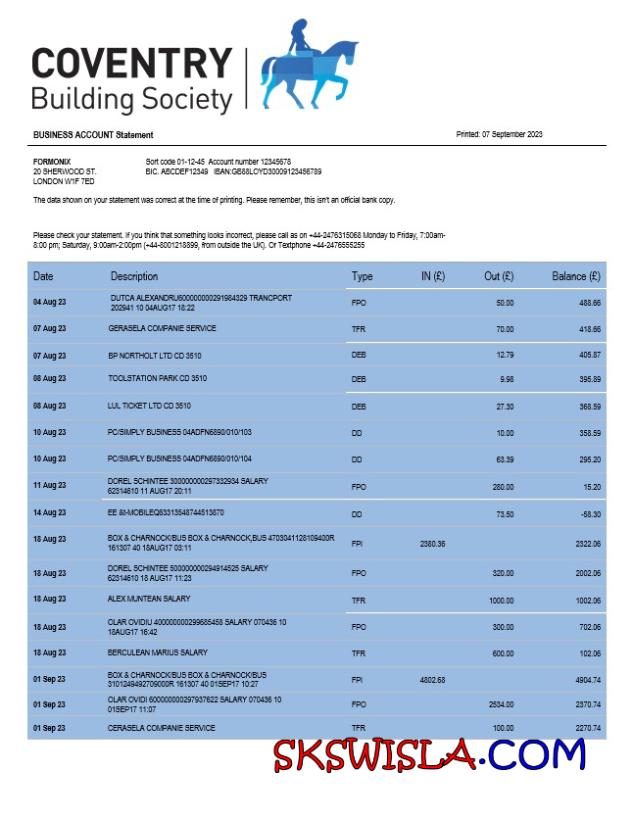 COVENTRY
Building Society
BUSINESS ACCOUNT Statement
Printed: 07 September 2023
FORMONIX
20 SHERWOOD ST.
LONDON W1F 7ED
Sort code 01-12-45 Account number 12345678
BIC. ABCDEF12349 ISAN:GB88LOYD30009123456789
The data shown on your statement was correct at the time of printing. Please remember, this isn't an official bank copy.
Please check your statement. If you think that something looks incorrect, please call as on +44-2476315068 Monday to Friday, 7:00am-
8:00 pm; Saturday, 9:00am-2:00pm (+44-8001218899, from outside the UK). Or Textphone +44-2476555255
Date Description Type IN (£) Out (£) Balance (£)
04 Aug 23 DUTCA ALEXANDRU600000000291984329 TRANCPORT FPO 50.00 488.66
202941 10 04AUG17 18:22
07 Aug 23 GERASELA COMPANIE SERVICE TFR 70.00 418.66
07 Aug 23 BP NORTHOLT LTD CD 3510 DEB 12.79 405.87
08 Aug 23 TOOLSTATION PARK CD 3510 DEB 9.98 395.89
08 Aug 23 LUL TICKET LTD CD 3510 DEB 27.30 368.59
10 Aug 23 PC/SIMPLY BUSINESS 04ADFN6890/010/103 DD 10.00 358.59
10 Aug 23 PC/SIMPLY BUSINESS 04ADFN6890/010/104 DD 63.39 295.20
11 Aug 23 DOREL SCHINTEE 300000000297332934 SALARY FPO 280.00 15.20
62314610 11 AUG17 20:11
14 Aug 23 EE &t-MOBILEQ63313548744513870 DD 73.50 -58.30
18 Aug 23 BOX & CHARNOCK/BUS BOX & CHARNOCK,BUS 4703041128109400R FPI 2380.36 2322.06
161307 40 18AUG17 03:11
18 Aug 23 DOREL SCHINTEE 500000000294914525 SALARY FPO 320.00 2002.06
62314610 18 AUG17 11:23
18 Aug 23 ALEX MUNTEAN SALARY TFR 1000.00 1002.06
18 Aug 23 OLAR OVIDIU 400000000299685458 SALARY 070436 10 FPO 300.00 702.06
18AUG17 16:42
18 Aug 23 BERCULEAN MARIUS SALARY TFR 600.00 102.06
01 Sep 23 BOX & CHARNOCK/BUS BOX & CHARNOCK/BUS FPI 4802.68 4904.74
3101249492709000R 161307 40 01SEP17 10:27
01 Sep 23 OLAR OVIDI 600000000297937622 SALARY 070436 10 FPO 2534.00 2370.74
01SEP17 11:07
01 Sep 23 CERASELA COMPANIE SERVICE TFR 100.00 2270.74
SKSWISLA.COM